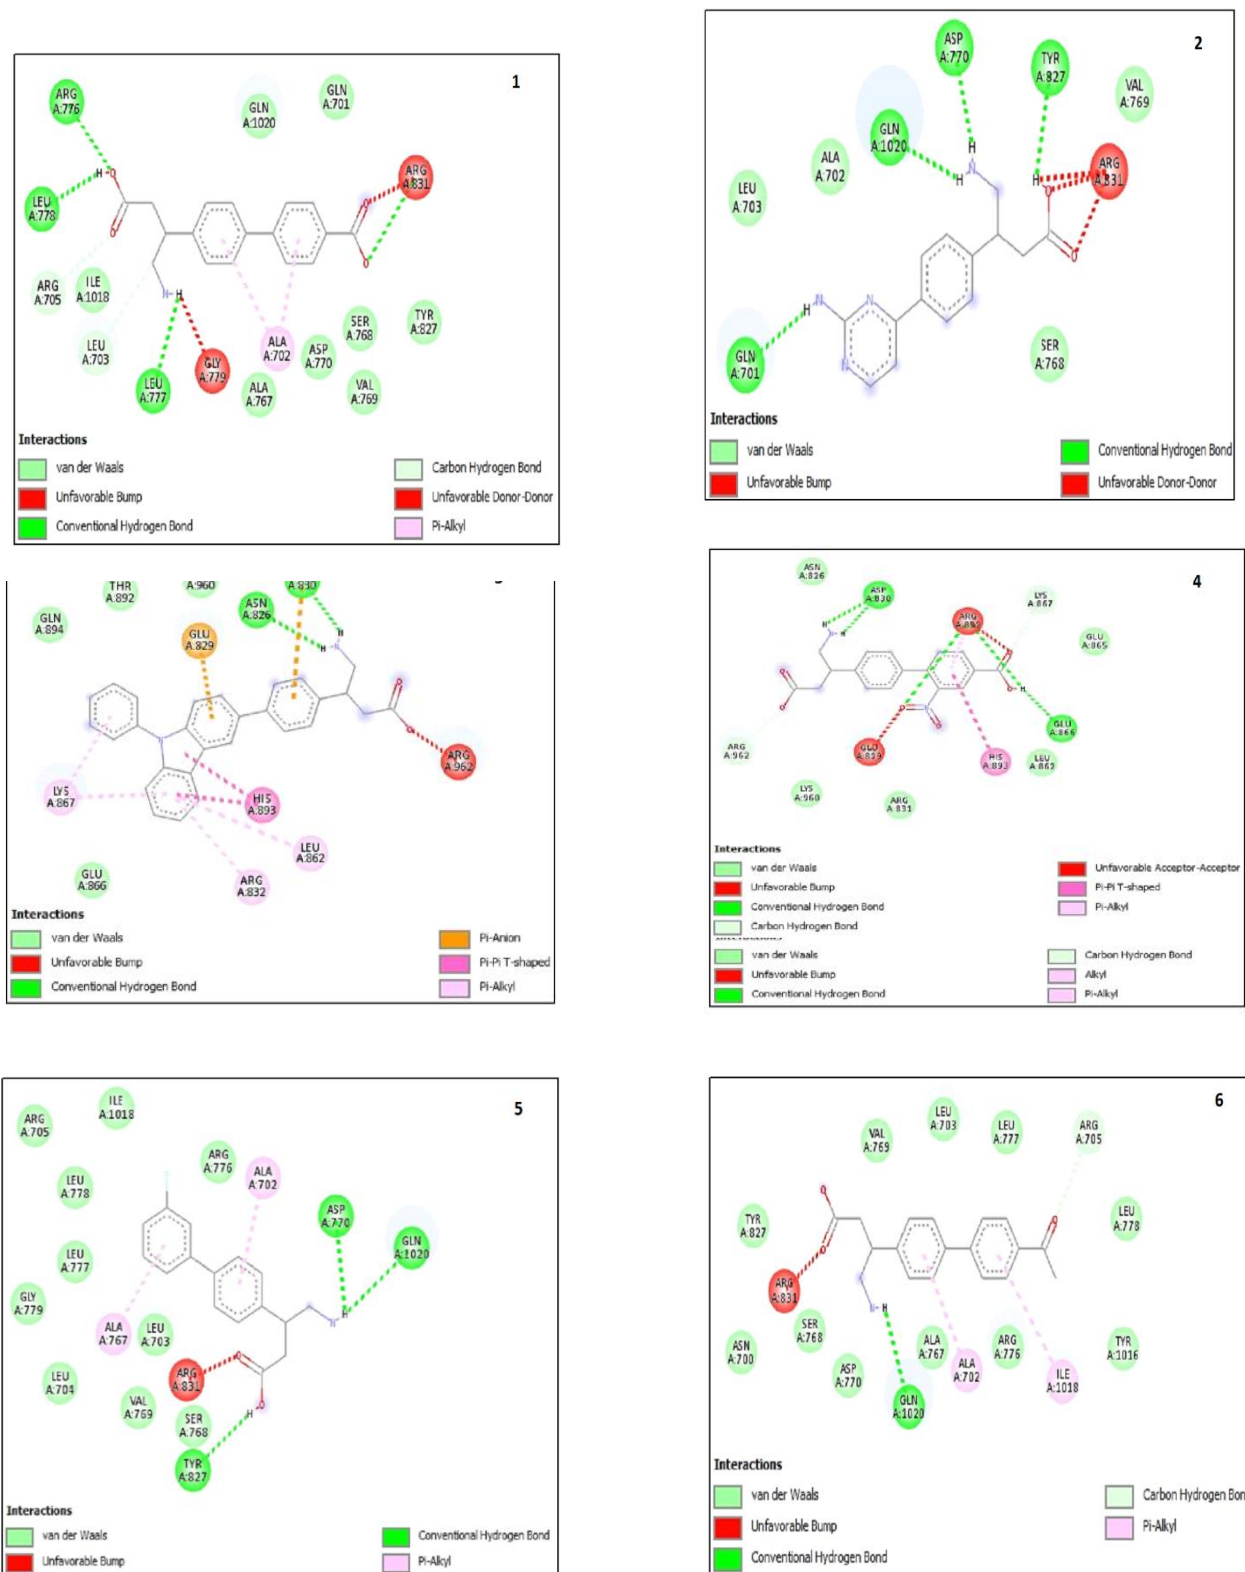 1
ARG
A:776
GLN
A:1020
GLN
A:701
ARG
A:831
LEU
A:778
H
O
O
O
O
ARG
A:705
ILE
A:1018
N H
LEU
A:703
SER
A:768
TYR
A:827
ALA
A:702
ASP
A:770
GLY
A:779
LEU
A:777
ALA
A:767
VAL
A:769
Interactions
van der Waals
Unfavorable Bump
Conventional Hydrogen Bond
Carbon Hydrogen Bond
Unfavorable Donor-Donor
Pi-Alkyl
2
ASP
A:770
TYR
A:827
VAL
A:769
GLN
A:1020
ALA
A:702
ARG
A:831
LEU
A:703
H
N
H
H
O
O
N
H
N
N
GLN
A:701
SER
A:768
Interactions
van der Waals
Unfavorable Bump
Conventional Hydrogen Bond
Unfavorable Donor-Donor
THR
A:892
A:960
A:830
ASN
A:826
GLN
A:894
GLU
A:829
H
N
H
O
O
N
ARG
A:962
LYS
A:867
HIS
A:893
LEU
A:862
GLU
A:866
ARG
A:832
Interactions
van der Waals
Unfavorable Bump
Conventional Hydrogen Bond
Pi-Anion
Pi-Pi T-shaped
Pi-Alkyl
4
ASN
A:826
ASP
A:830
LYS
A:867
GLU
A:865
H
N
H
O
O
O
O
H
N
O
O
GLU
A:866
ARG
A:962
GLU
A:829
HIS
A:893
LEU
A:862
LYS
A:960
ARG
A:831
Interactions
van der Waals
Unfavorable Bump
Conventional Hydrogen Bond
Carbon Hydrogen Bond
Unfavorable Acceptor-Acceptor
Pi-Pi T-shaped
Pi-Alkyl
van der Waals
Unfavorable Bump
Conventional Hydrogen Bond
Carbon Hydrogen Bond
Alkyl
Pi-Alkyl
5
ILE
A:1018
ARG
A:705
ARG
A:776
ALA
A:702
LEU
A:778
ASP
A:770
GLN
A:1020
LEU
A:777
GLY
A:779
H
N
ALA
A:767
LEU
A:703
O
ARG
A:831
LEU
A:704
VAL
A:769
SER
A:768
H
O
TYR
A:827
Interactions
van der Waals
Unfavorable Bump
Conventional Hydrogen Bond
Pi-Alkyl
6
LEU
A:703
VAL
A:769
LEU
A:777
ARG
A:705
TYR
A:827
O
O
O
LEU
A:778
ARG
A:831
N H
SER
A:768
ASN
A:700
ASP
A:770
ALA
A:767
ALA
A:702
ARG
A:776
ILE
A:1018
TYR
A:1016
GLN
A:1020
Interactions
van der Waals
Unfavorable Bump
Conventional Hydrogen Bond
Carbon Hydrogen Bon
Pi-Alkyl